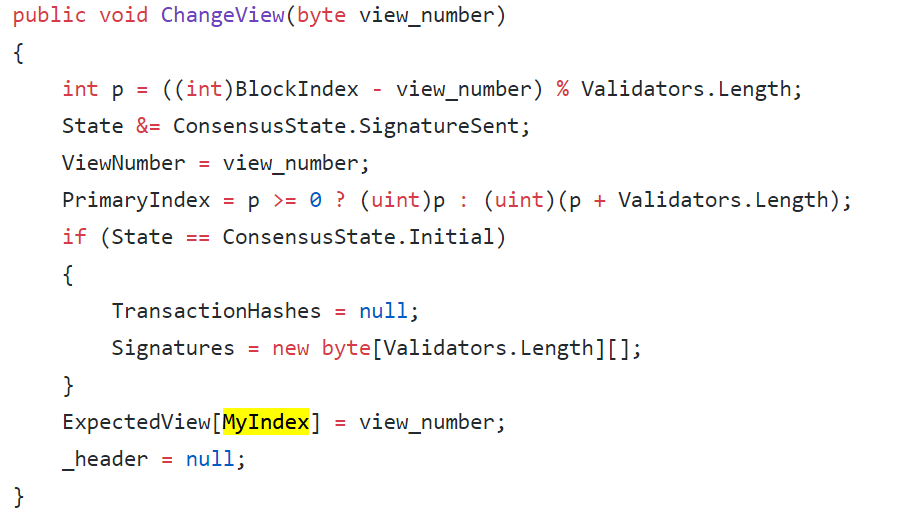 public void ChangeView(byte view_number)
{
    int p = ((int)BlockIndex - view_number) % Validators.Length;
    State &= ConsensusState.SignatureSent;
    ViewNumber = view_number;
    PrimaryIndex = p >= 0 ? (uint)p : (uint)(p + Validators.Length);
    if (State == ConsensusState.Initial)
    {
        TransactionHashes = null;
        Signatures = new byte[Validators.Length][];
    }
    ExpectedView[MyIndex] = view_number;
    _header = null;
}